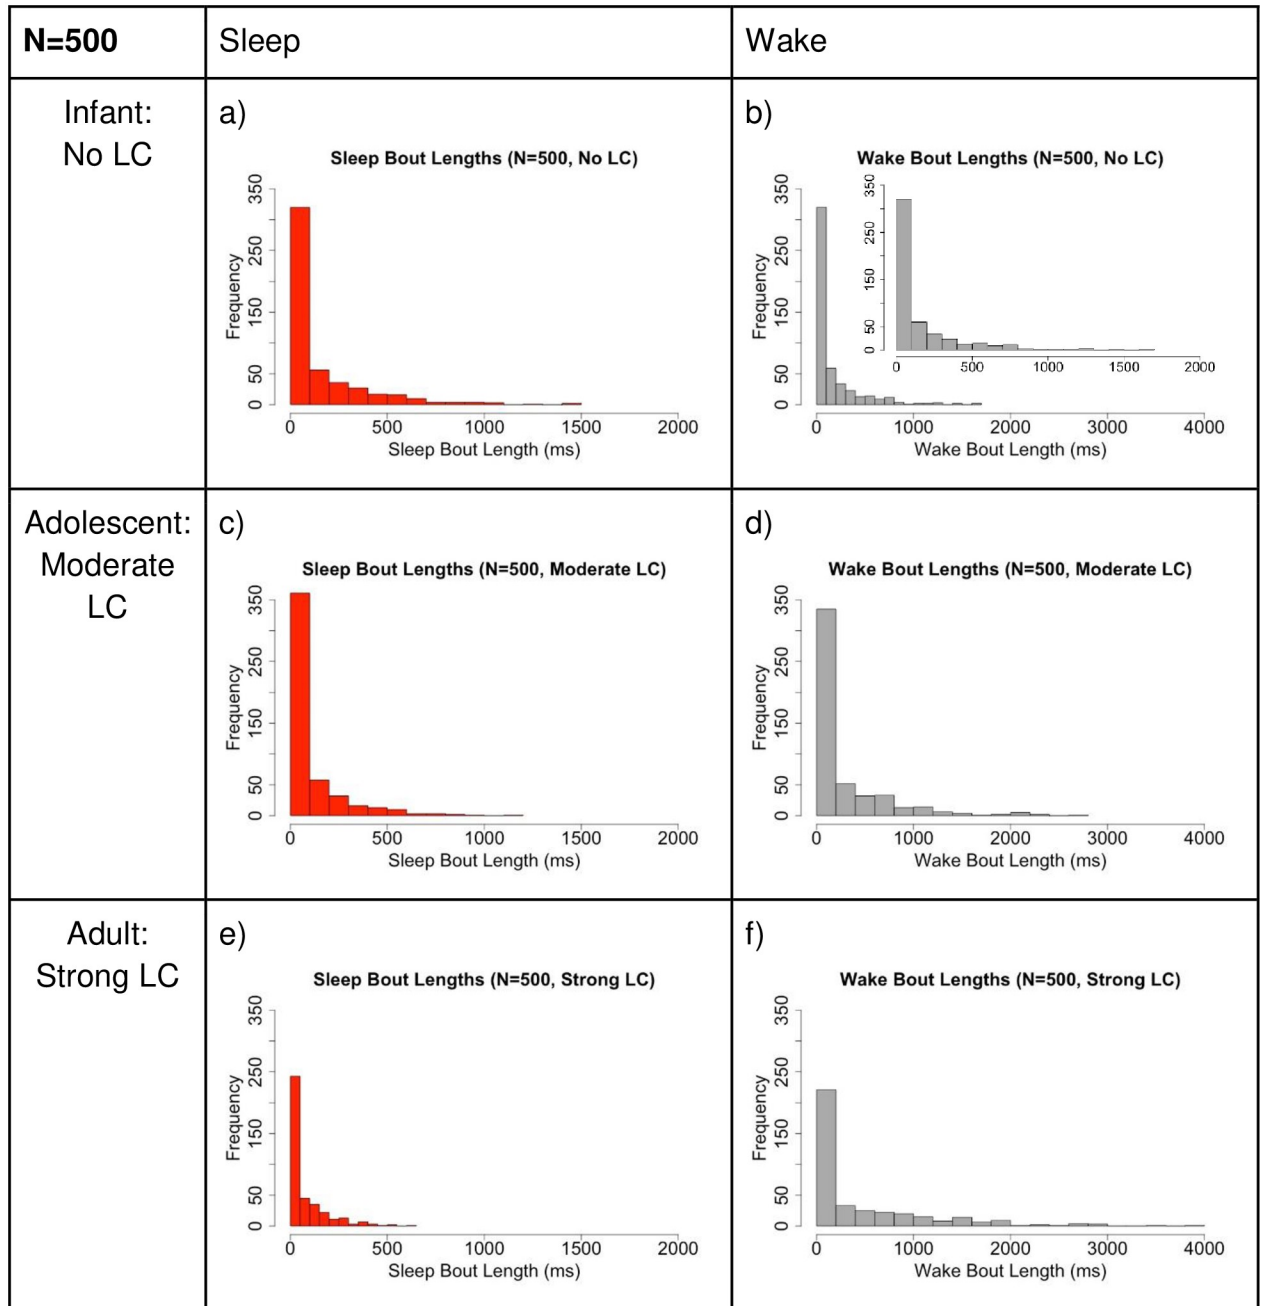 N=500
Sleep
Wake
Infant:
No LC
a)
Sleep Bout Lengths (N=500, No LC)
Frequency
350
250
150
50
0
0 500 1000 1500 2000
Sleep Bout Length (ms)
b)
Wake Bout Lengths (N=500, No LC)
Frequency
350
250
150
50
0
350
250
150
50
0
0 500 1000 1500 2000
0 1000 2000 3000 4000
Wake Bout Length (ms)
Adolescent:
Moderate
LC
c)
Sleep Bout Lengths (N=500, Moderate LC)
Frequency
350
250
150
50
0
0 500 1000 1500 2000
Sleep Bout Length (ms)
d)
Wake Bout Lengths (N=500, Moderate LC)
Frequency
350
250
150
50
0
0 1000 2000 3000 4000
Wake Bout Length (ms)
Adult:
Strong LC
e)
Sleep Bout Lengths (N=500, Strong LC)
Frequency
350
250
150
50
0
0 500 1000 1500 2000
Sleep Bout Length (ms)
f)
Wake Bout Lengths (N=500, Strong LC)
Frequency
350
250
150
50
0
0 1000 2000 3000 4000
Wake Bout Length (ms)